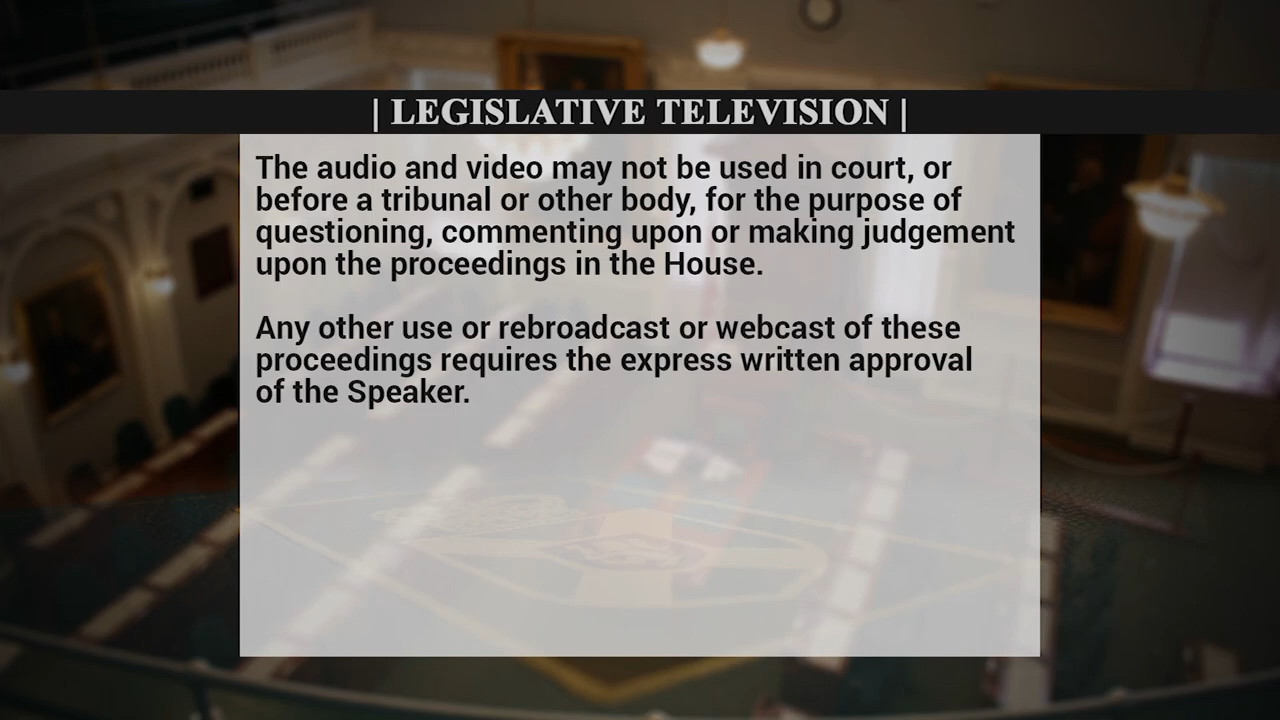 | LEGISLATIVE TELEVISION |
The audio and video may not be used in court, or
before a tribunal or other body, for the purpose of
questioning, commenting upon or making judgement
upon the proceedings in the House.
Any other use or rebroadcast or webcast of these
proceedings requires the express written approval
of the Speaker.